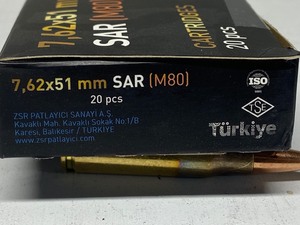 7,62x51 mm
SAR (M80)
CARTRIDGES
20 pcs
7,62x51 mm SAR (M80)
20 pcs
ZSR PATLAYICI SANAYİ A.Ş.
Kavaklı Mah. Kavaklı Sokak No:1/B
Karesi, Balıkesir / TÜRKİYE
www.zsrpatlayici.com
ISO
TSE
Türkiye